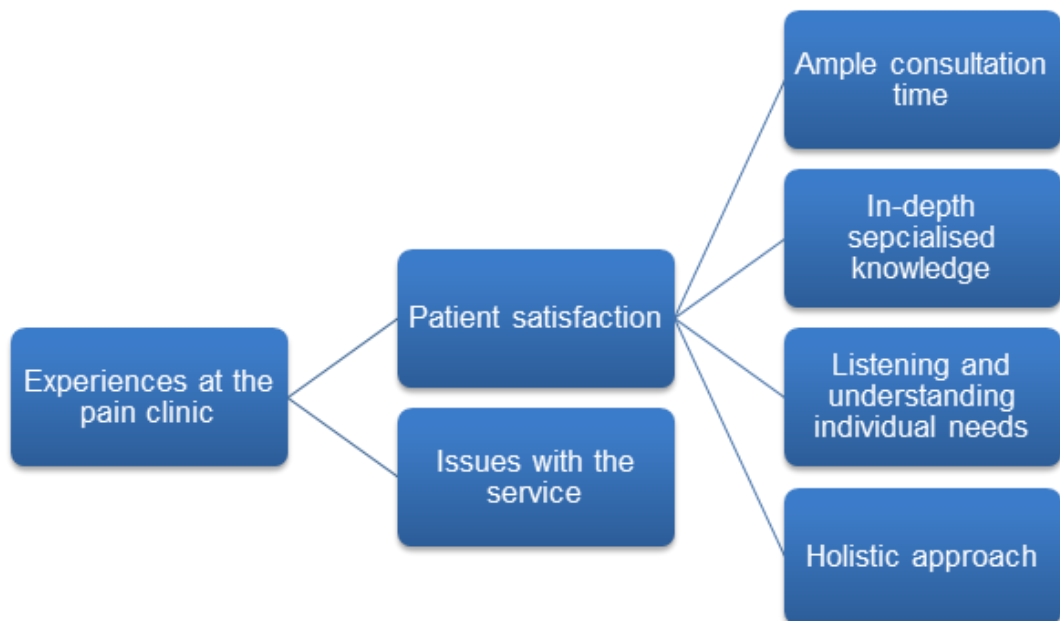 Experiences at the
pain clinic
Patient satisfaction
Issues with the
service
Ample consultation
time
In-depth
sepcialised
knowledge
Listening and
understanding
individual needs
Holistic approach